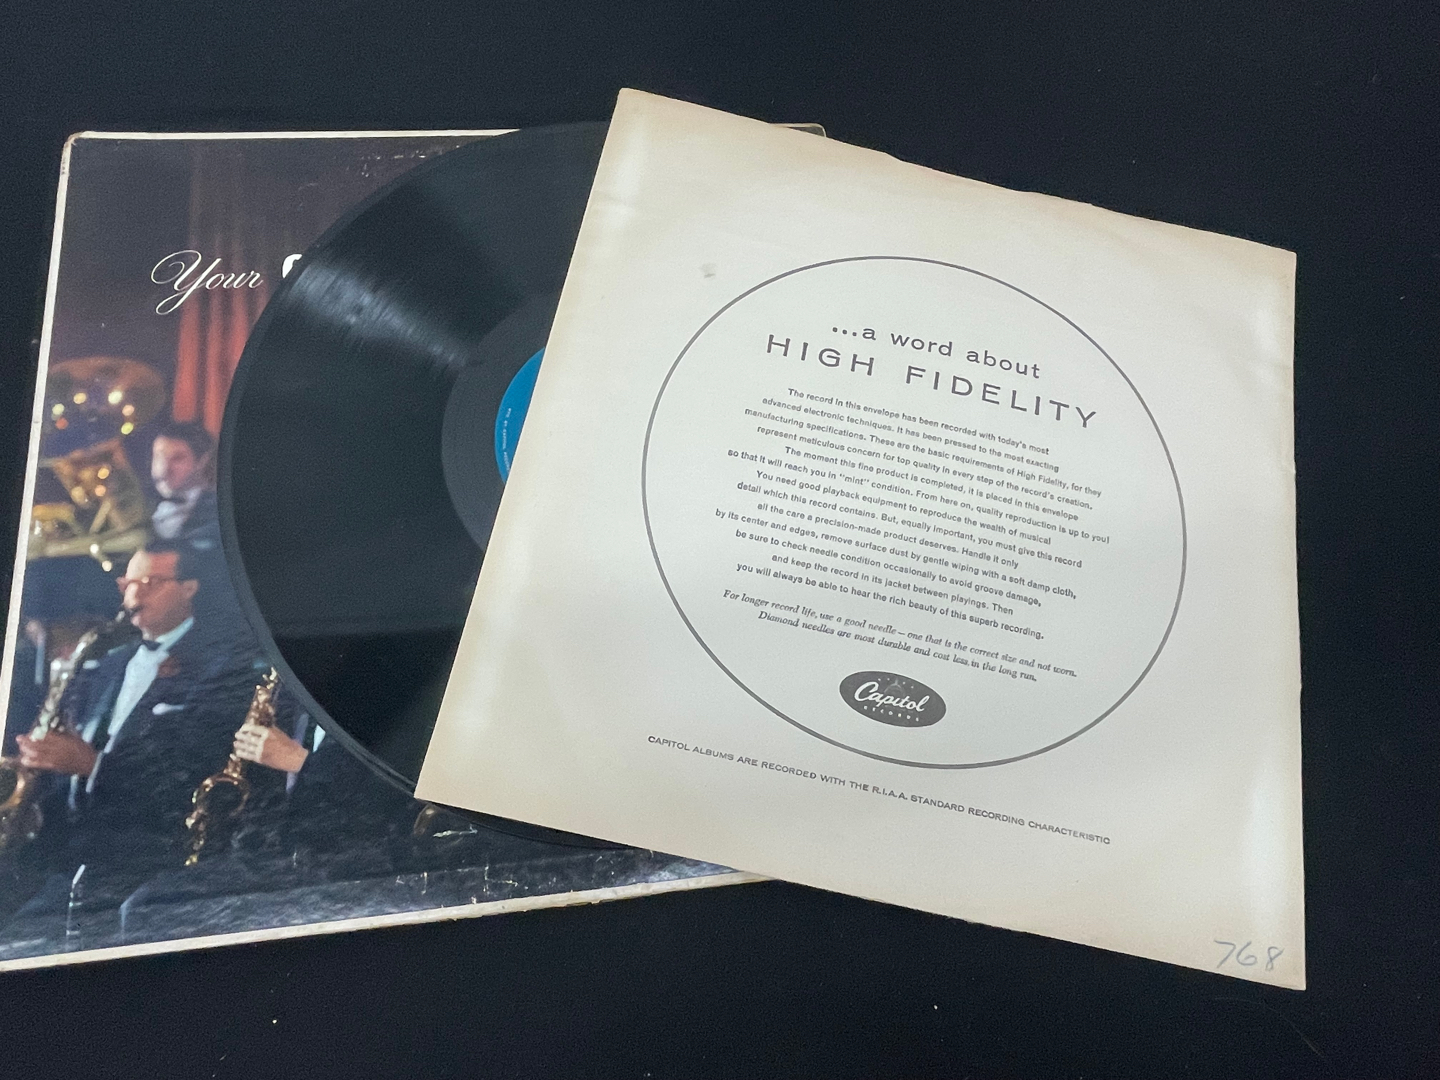 Your
...a word about
HIGH FIDELITY
The record in this envelope has been recorded with today's most
advanced electronic techniques. It has been pressed to the most exacting
manufacturing specifications. These are the basic requirements of High Fidelity, for they
represent meticulous concern for top quality in every step of the record's creation.
The moment this fine product is completed, it is placed in this envelope
so that it will reach you in "mint" condition. From here on, quality reproduction is up to you!
You need good playback equipment to reproduce the wealth of musical
detail which this record contains. But, equally important, you must give this record
all the care a precision-made product deserves. Handle it only
by its center and edges, remove surface dust by gentle wiping with a soft damp cloth,
be sure to check needle condition occasionally to avoid groove damage,
and keep the record in its jacket between playings. Then
you will always be able to hear the rich beauty of this superb recording.
For longer record life, use a good needle — one that is the correct size and not worn.
Diamond needles are most durable and cost less in the long run.
Capitol
RECORDS
CAPITOL ALBUMS ARE RECORDED WITH THE R.I.A.A. STANDARD RECORDING CHARACTERISTIC
768